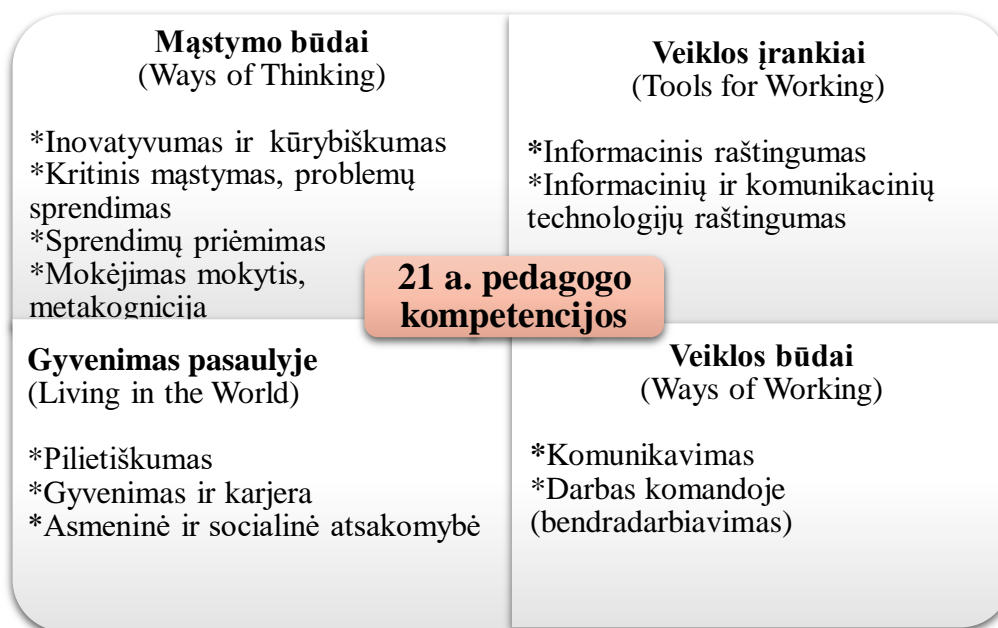 Mąstymo būdai
(Ways of Thinking)
*Inovatyvumas ir kūrybiškumas
*Kritinis mąstymas, problemų
sprendimas
*Sprendimų priėmimas
*Mokėjimas mokytis,
metakognicija
Veiklos įrankiai
(Tools for Working)
*Informacinis raštingumas
*Informacinių ir komunikacinių
technologijų raštingumas
21 a. pedagogo
kompetencijos
Gyvenimas pasaulyje
(Living in the World)
*Pilietiškumas
*Gyvenimas ir karjera
*Asmeninė ir socialinė atsakomybė
Veiklos būdai
(Ways of Working)
*Komunikavimas
*Darbas komandoje
(bendradarbiavimas)